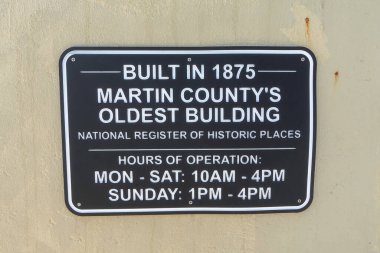 BUILT IN 1875
MARTIN COUNTY'S
OLDEST BUILDING
NATIONAL REGISTER OF HISTORIC PLACES
HOURS OF OPERATION:
MON - SAT: 10AM - 4PM
SUNDAY: 1PM - 4PM